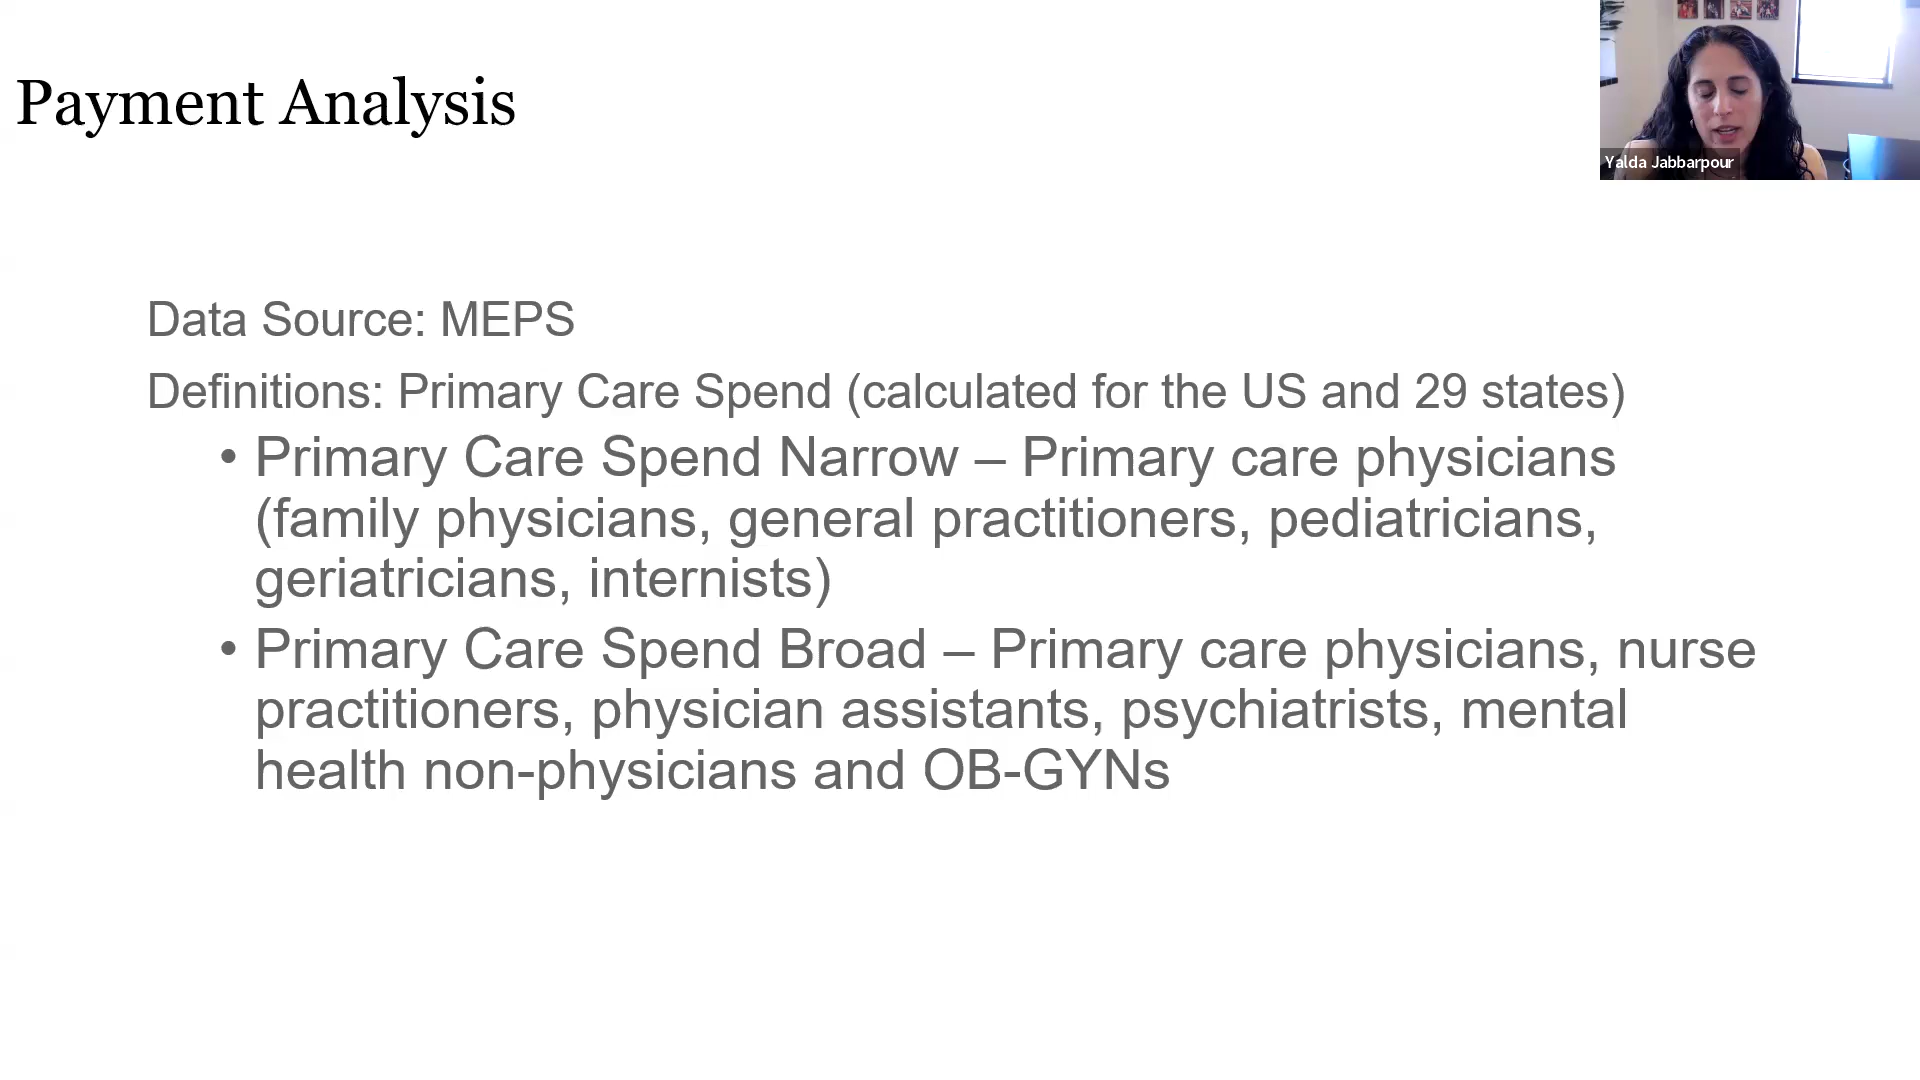 Payment Analysis
Yalda Jabbarpour
Data Source: MEPS
Definitions: Primary Care Spend (calculated for the US and 29 states)
• Primary Care Spend Narrow – Primary care physicians
(family physicians, general practitioners, pediatricians,
geriatricians, internists)
• Primary Care Spend Broad – Primary care physicians, nurse
practitioners, physician assistants, psychiatrists, mental
health non-physicians and OB-GYNs